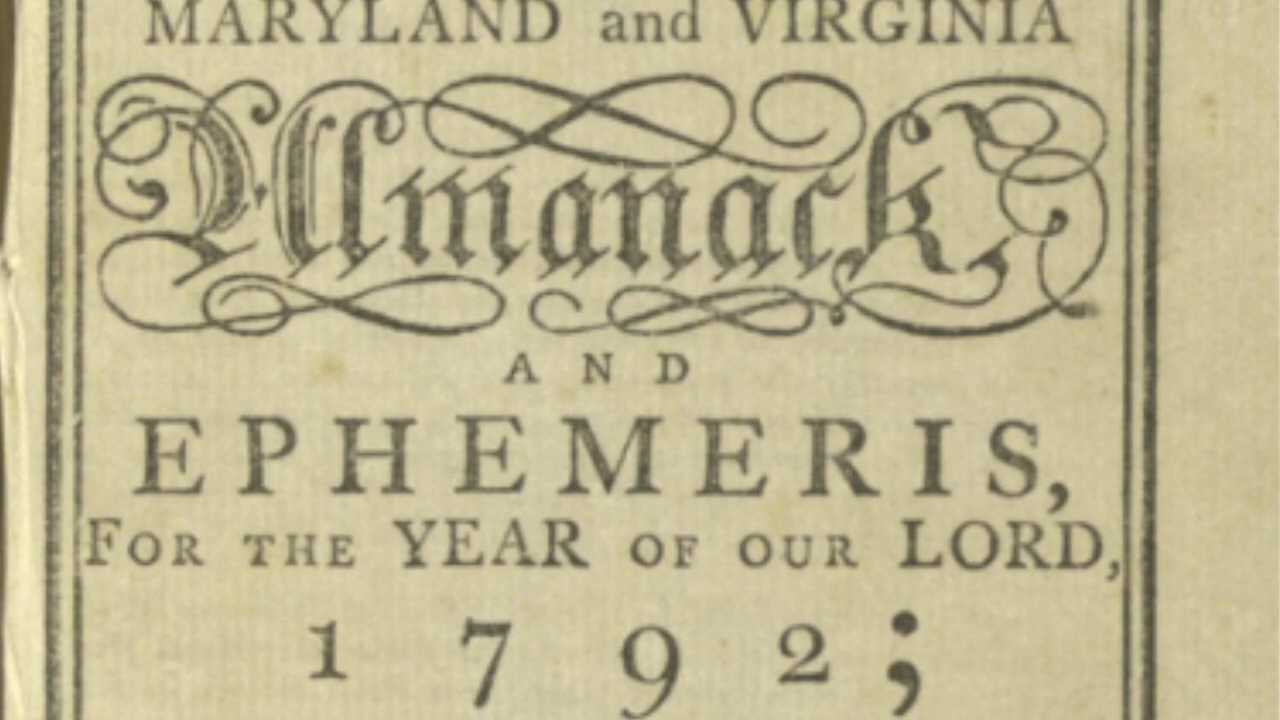 MARYLAND and VIRGINIA
Almanack
AND
EPHEMERIS,
FOR THE YEAR OF OUR LORD,
1792;